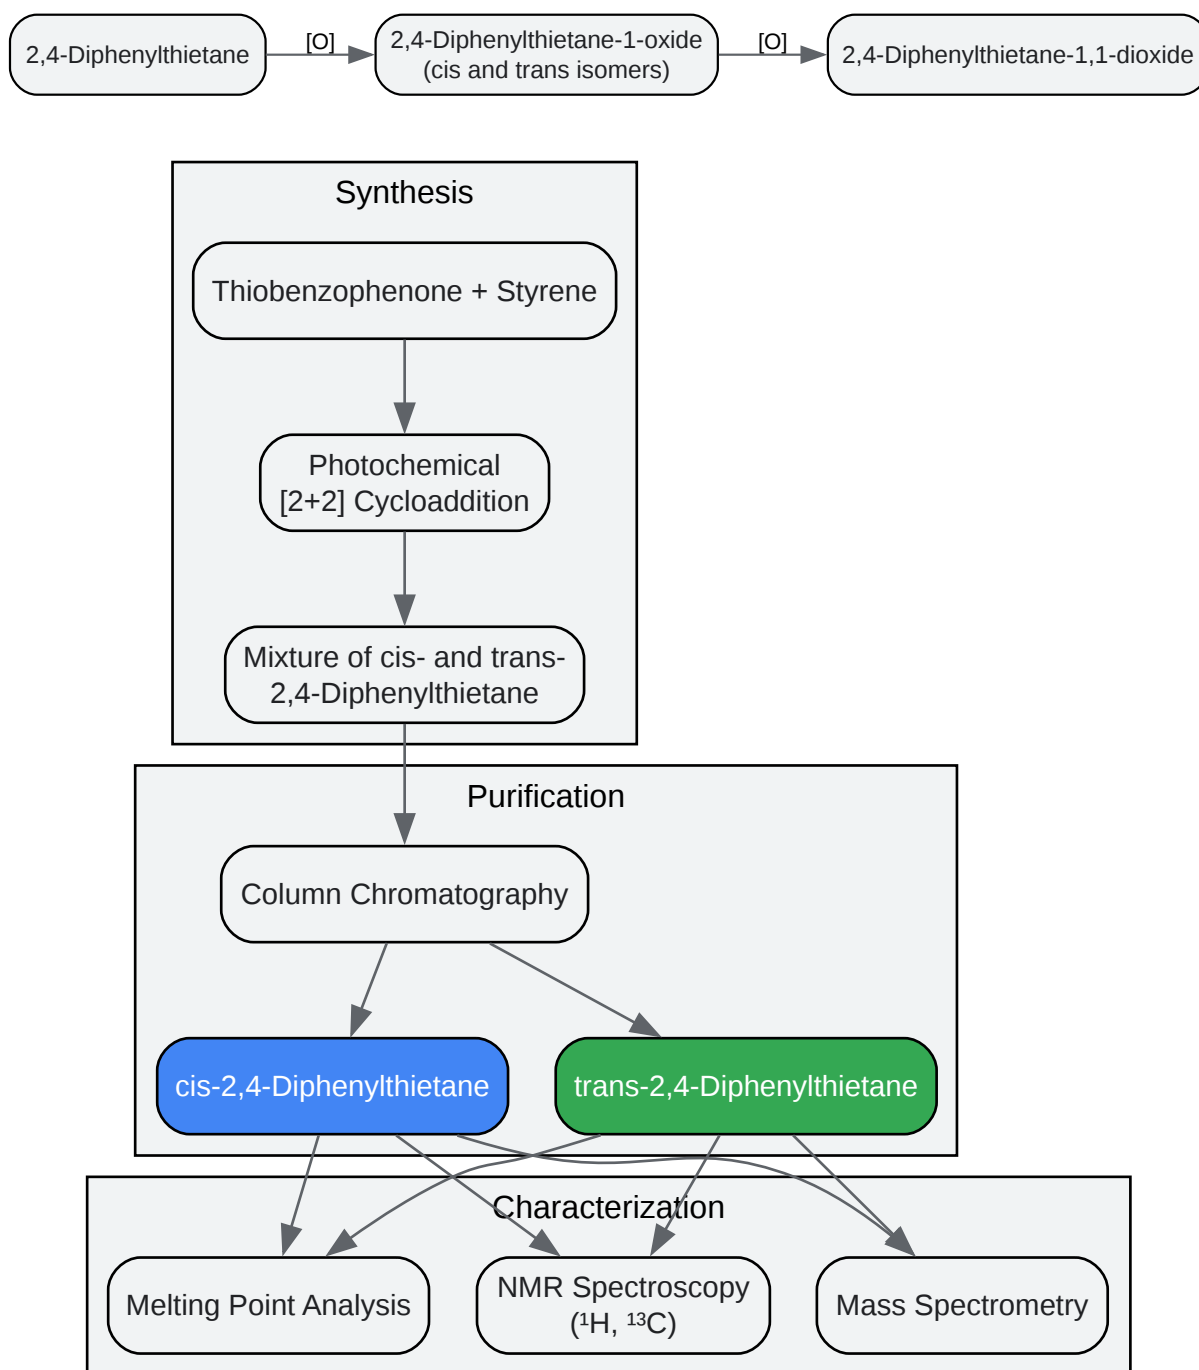 2,4-Diphenylthietane
[O]
2,4-Diphenylthietane-1-oxide
(cis and trans isomers)
[O]
2,4-Diphenylthietane-1,1-dioxide
Synthesis
Thiobenzophenone + Styrene
Photochemical
[2+2] Cycloaddition
Mixture of cis- and trans-
2,4-Diphenylthietane
Purification
Column Chromatography
cis-2,4-Diphenylthietane
trans-2,4-Diphenylthietane
Characterization
Melting Point Analysis
NMR Spectroscopy
(¹H, ¹³C)
Mass Spectrometry